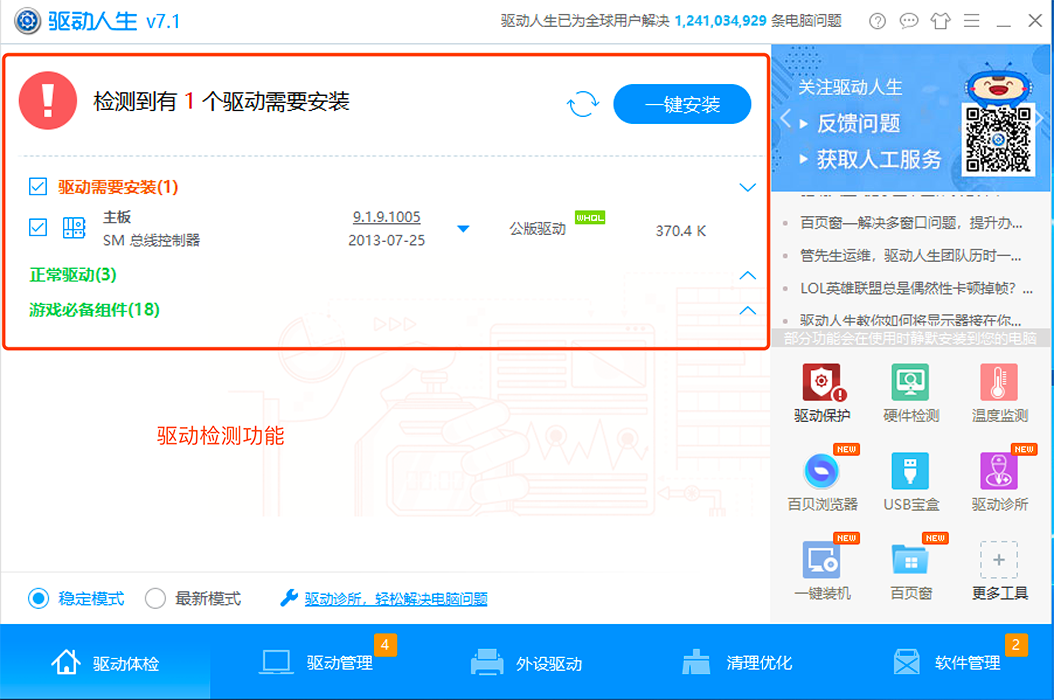 驱动人生 v7.1
驱动人生已为全球用户解决 1,241,034,929 条电脑问题
检测到有 1 个驱动需要安装
一键安装
驱动需要安装(1)
主板
SM 总线控制器
9.1.9.1005
2013-07-25
公版驱动
WHQL
370.4 K
正常驱动(3)
游戏必备组件(18)
驱动检测功能
稳定模式
最新模式
驱动诊所，轻松解决电脑问题
关注驱动人生
反馈问题
获取人工服务
百页窗—解决多窗口问题，提升办...
管先生运维，驱动人生团队历时一...
LOL英雄联盟总是偶然性卡顿掉帧？...
驱动人生教你如何将显示器接在你...
部分功能会在使用时静默安装到您的电脑
驱动保护
硬件检测
温度监测
NEW
NEW
百贝浏览器
USB宝盒
驱动诊所
NEW
NEW
一键装机
百页窗
更多工具
驱动体检
驱动管理
4
外设驱动
清理优化
软件管理
2